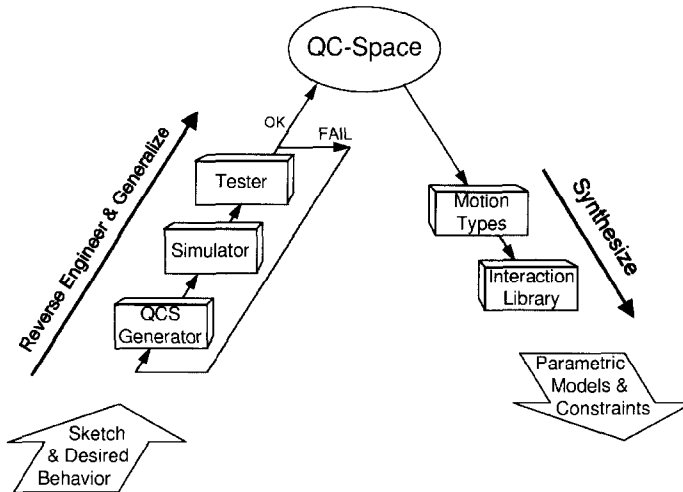 QC-Space
OK
FAIL
Reverse Engineer & Generalize
Tester
Simulator
QCS
Generator
Sketch
& Desired
Behavior
Motion
Types
Interaction
Library
Synthesize
Parametric
Models &
Constraints